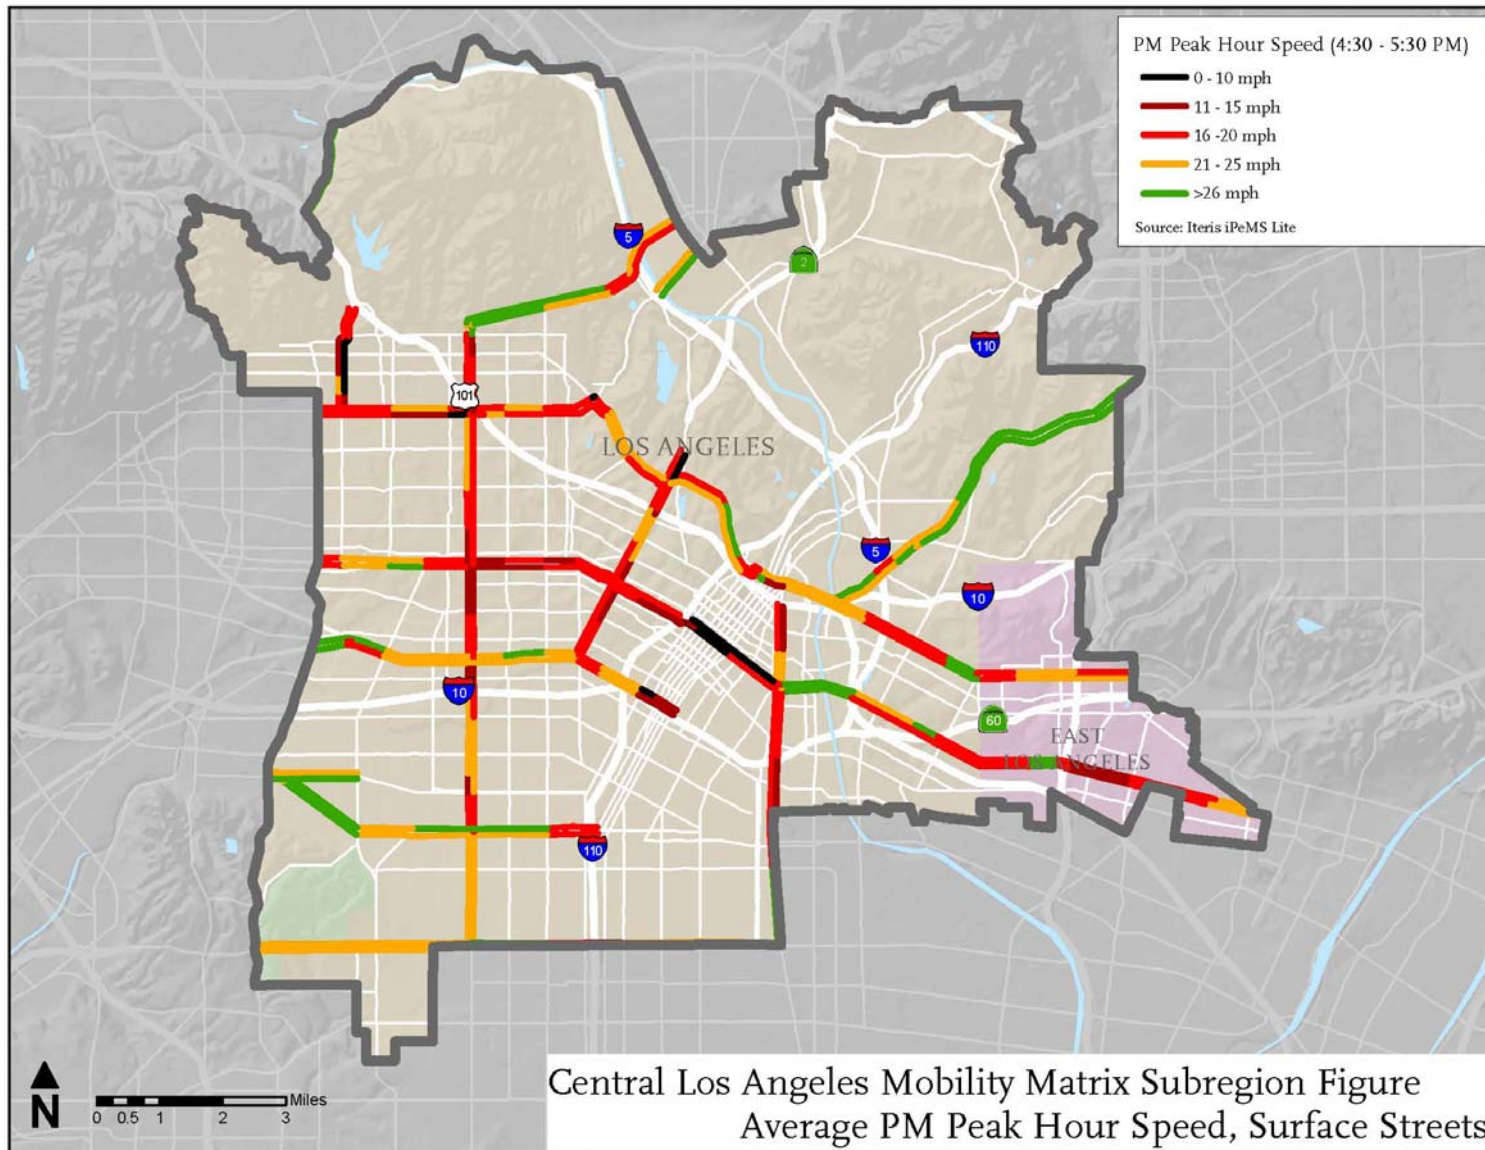 PM Peak Hour Speed (4:30 - 5:30 PM)
0 - 10 mph
11 - 15 mph
16 -20 mph
21 - 25 mph
>26 mph
Source: Iteris iPeMS Lite
5
2
110
101
LOS ANGELES
5
10
10
60
EAST
LOS ANGELES
110
N
0 0.5 1 2 3 Miles
Central Los Angeles Mobility Matrix Subregion Figure
Average PM Peak Hour Speed, Surface Streets